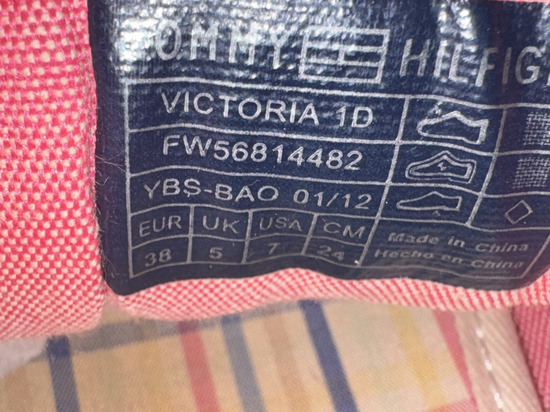 TOMMY HILFIG
VICTORIA 1D
FW56814482
YBS-BAO 01/12
EUR UK USA CM
38 5 7 24
Made in China
Hecho en China